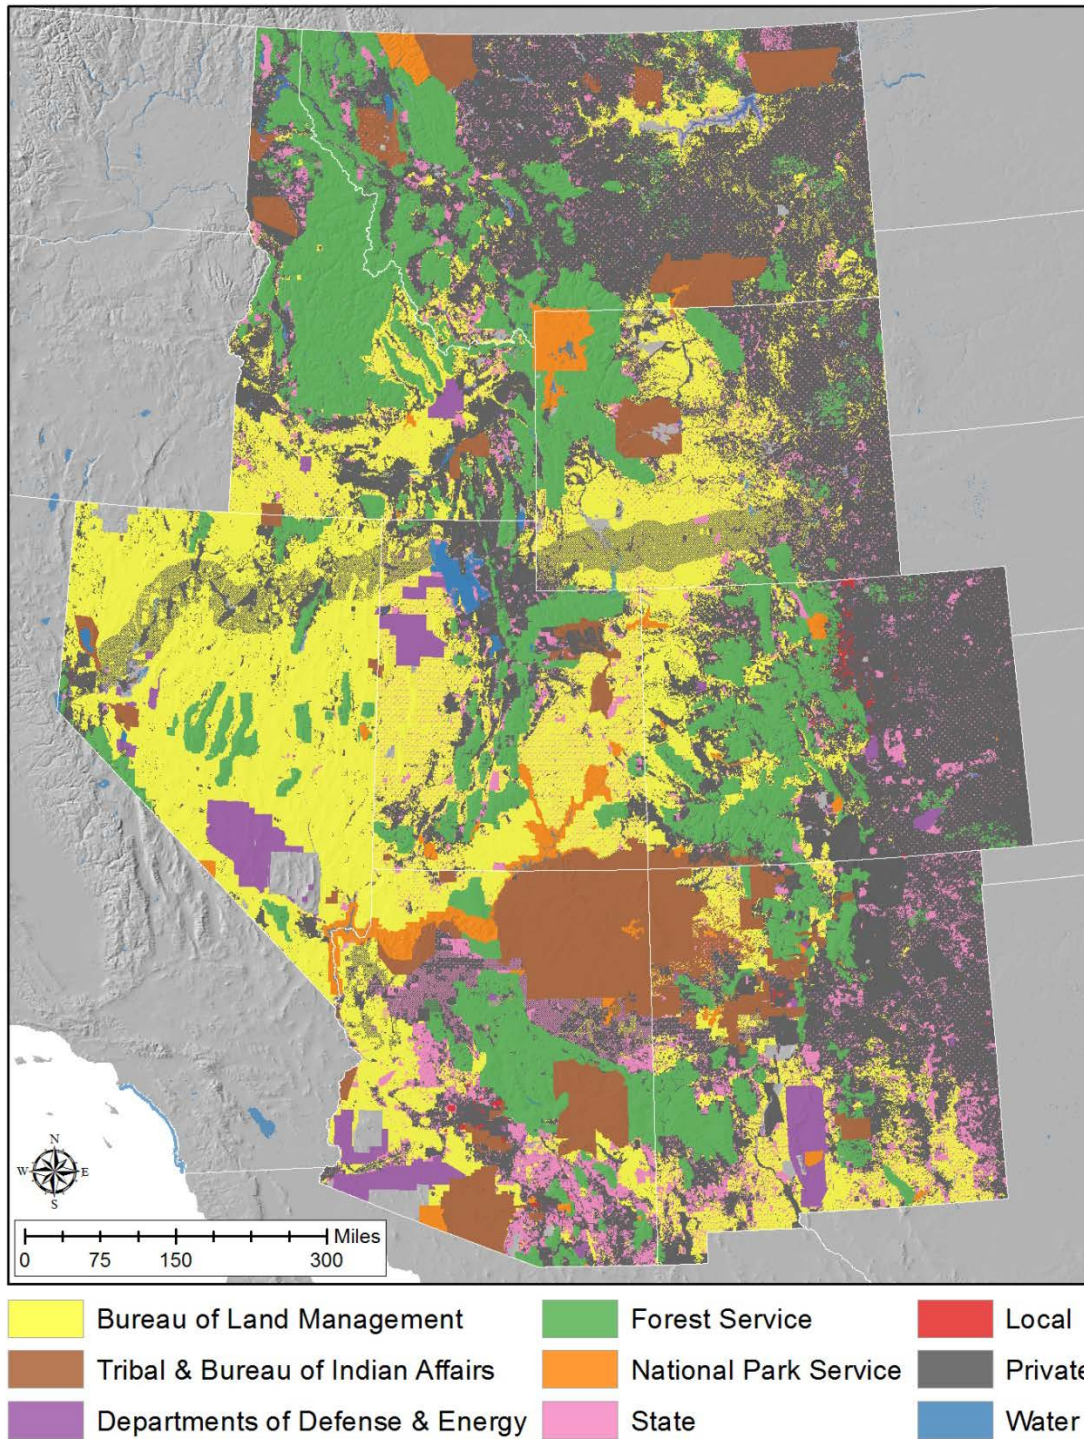 N
W E
S
Miles
0 75 150 300
Bureau of Land Management Forest Service Local
Tribal & Bureau of Indian Affairs National Park Service Private
Departments of Defense & Energy State Water